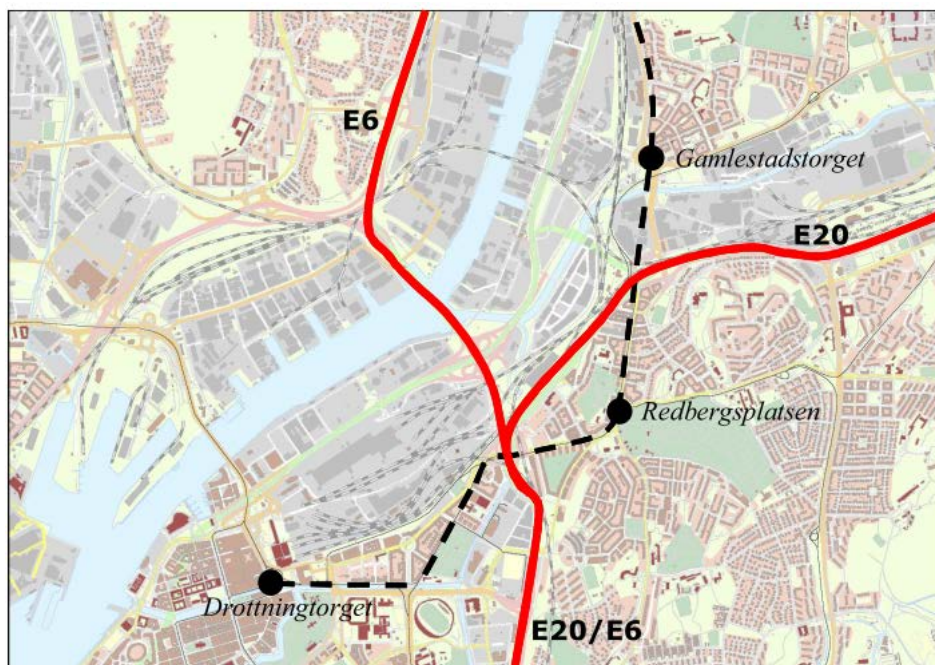 E6
Gamlestadstorget
E20
Redbergsplatsen
Drottningtorget
E20/E6